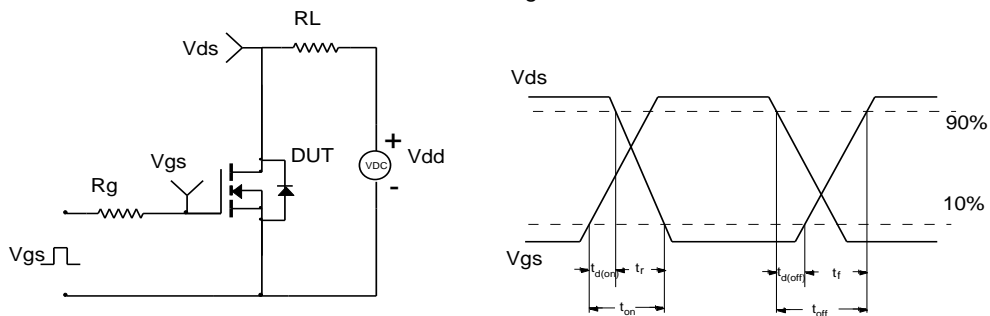 RL
Vds
+
Vgs
DUT
VDC
Vdd
-
Rg
Vgs
Vds
90%
10%
Vgs
td(on)
tr
td(off)
tf
ton
toff